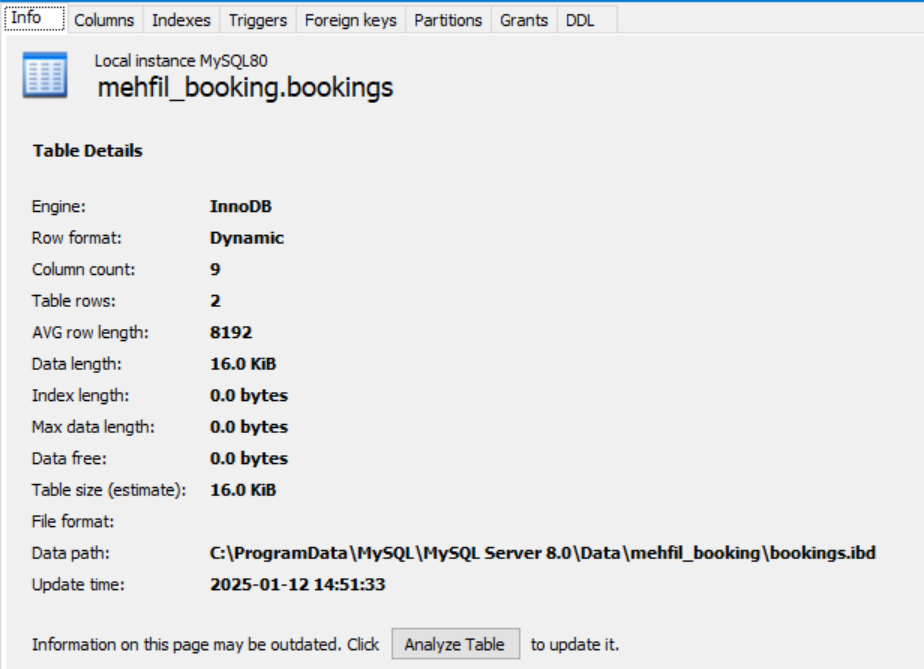 Info Columns Indexes Triggers Foreign keys Partitions Grants DDL
Local instance MySQL80
mehfil_booking.bookings
Table Details
Engine: InnoDB
Row format: Dynamic
Column count: 9
Table rows: 2
AVG row length: 8192
Data length: 16.0 KiB
Index length: 0.0 bytes
Max data length: 0.0 bytes
Data free: 0.0 bytes
Table size (estimate): 16.0 KiB
File format:
Data path: C:\ProgramData\MySQL\MySQL Server 8.0\Data\mehfil_booking\bookings.ibd
Update time: 2025-01-12 14:51:33
Information on this page may be outdated. Click Analyze Table to update it.